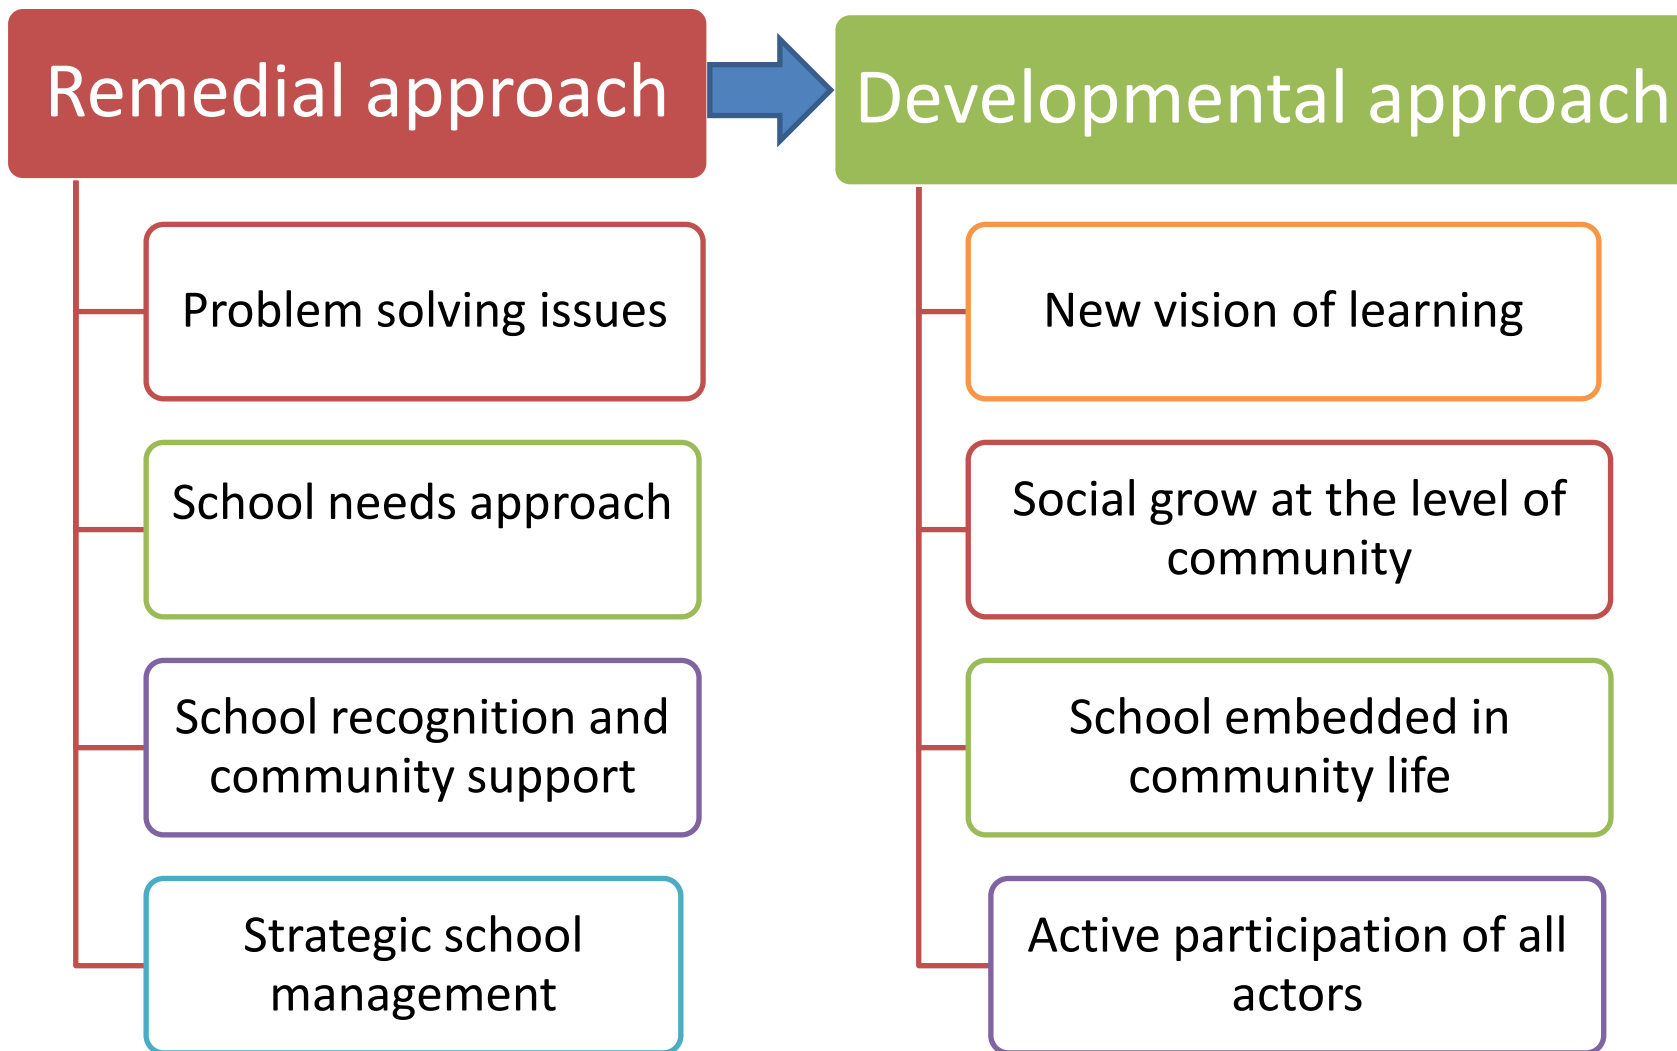 Remedial approach
Problem solving issues
School needs approach
School recognition and
community support
Strategic school
management
Developmental approach
New vision of learning
Social grow at the level of
community
School embedded in
community life
Active participation of all
actors